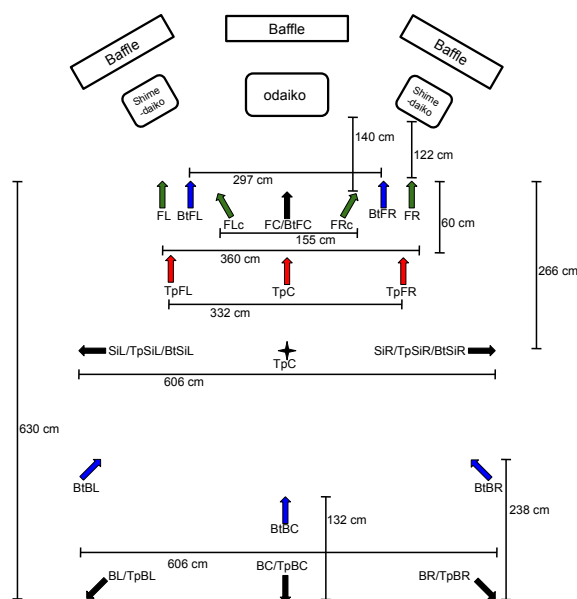 Baffle
Baffle
Baffle
Shime
-daiko
odaiko
Shime
-daiko
140 cm
122 cm
297 cm
FL
BtFL
FLc
FC/BtFC
FRc
BtFR
FR
155 cm
60 cm
360 cm
266 cm
TpFL
TpC
TpFR
332 cm
SiL/TpSiL/BtSiL
TpC
SiR/TpSiR/BtSiR
606 cm
630 cm
BtBL
BtBR
BtBC
132 cm
238 cm
606 cm
BL/TpBL
BC/TpBC
BR/TpBR